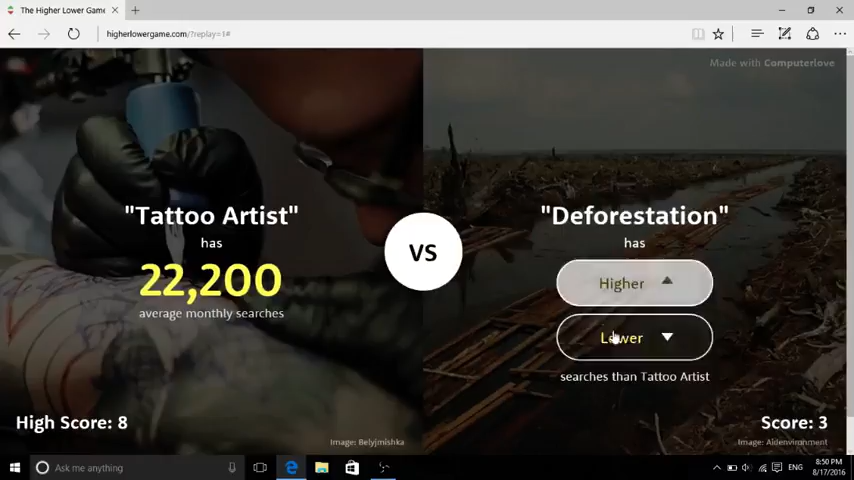 The Higher Lower Game
higherlowergame.com/?replay=1#
Made with Computerlove
"Tattoo Artist"
has
22,200
average monthly searches
VS
"Deforestation"
has
Higher
Lower
searches than Tattoo Artist
High Score: 8
Score: 3
Image: Belyjmishka
Image: Aidenvironment
Ask me anything
ENG
8:50 PM
8/17/2016